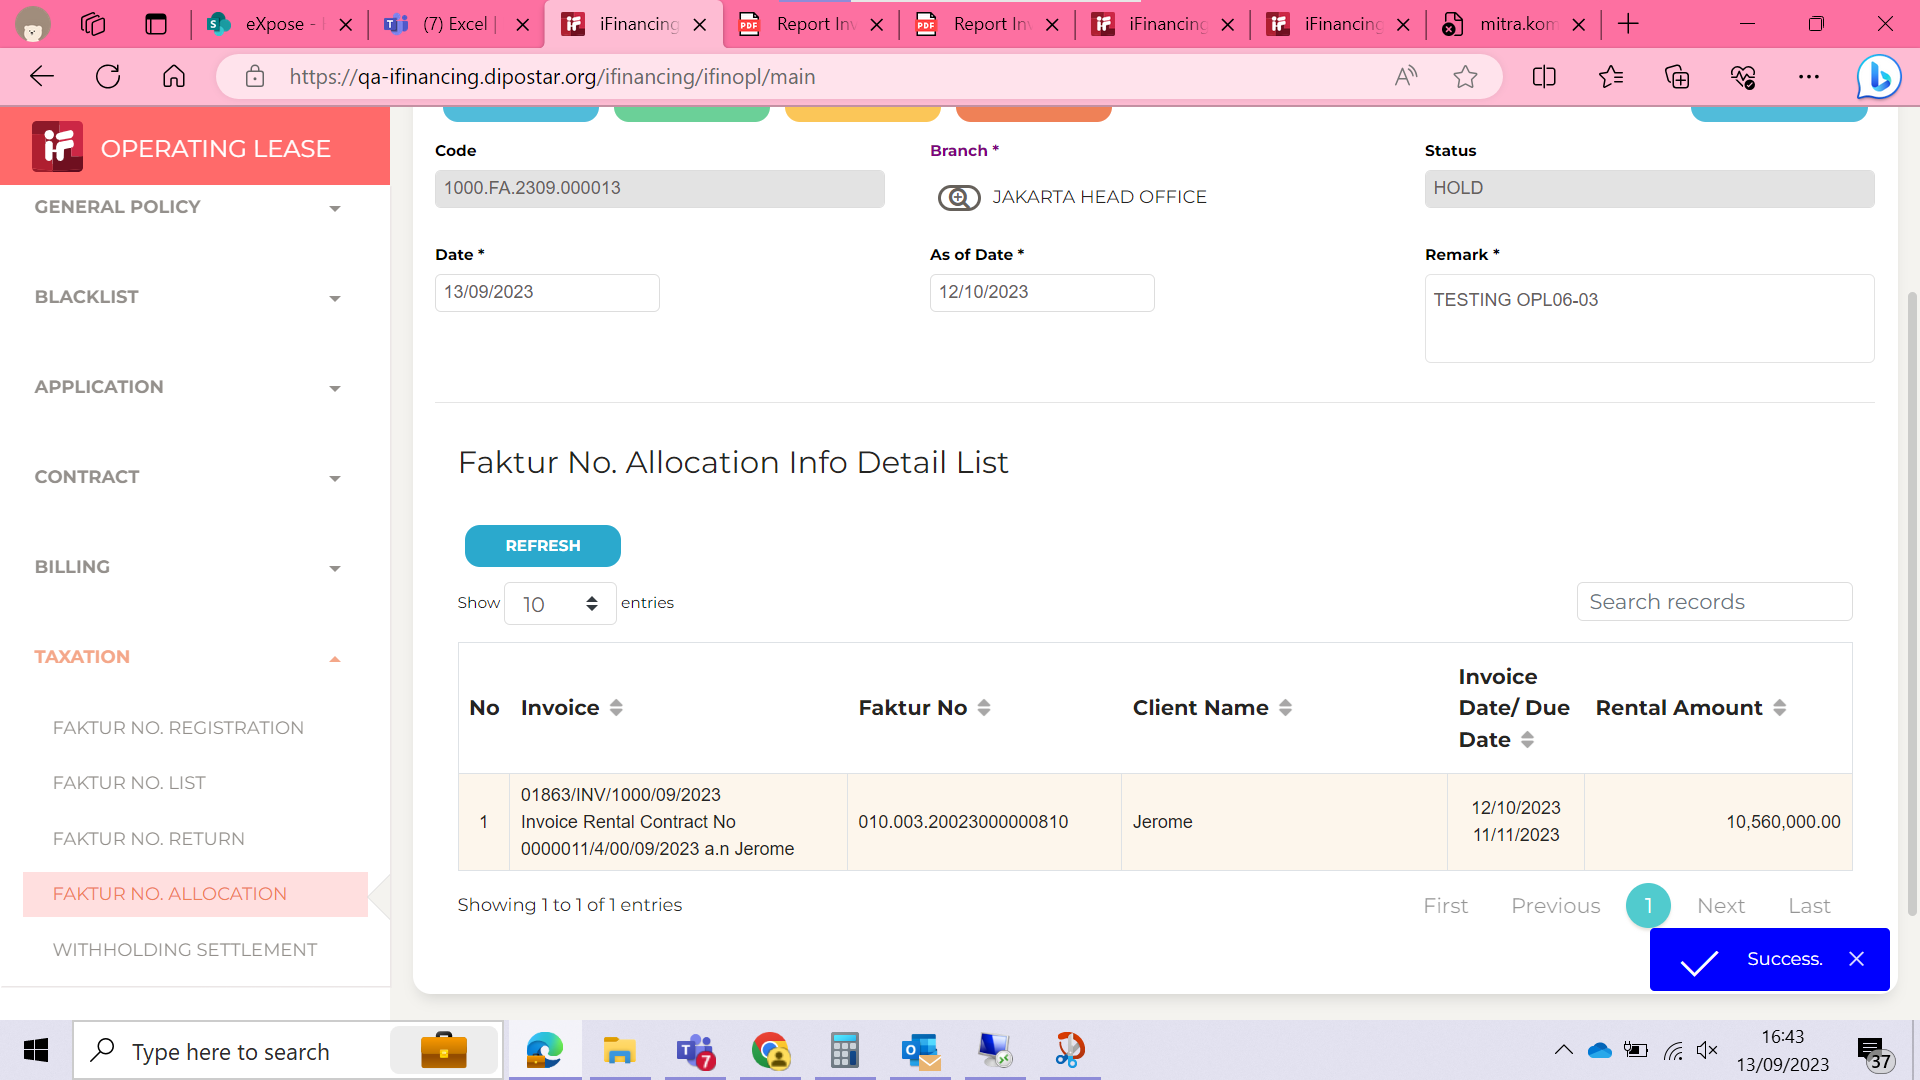 eXpose -
(7) Excel |
iFinancing
Report Inv
Report Inv
iFinancing
iFinancing
mitra.kom
https://qa-ifinancing.dipostar.org/ifinancing/ifinopl/main
iF OPERATING LEASE
GENERAL POLICY
BLACKLIST
APPLICATION
CONTRACT
BILLING
TAXATION
FAKTUR NO. REGISTRATION
FAKTUR NO. LIST
FAKTUR NO. RETURN
FAKTUR NO. ALLOCATION
WITHHOLDING SETTLEMENT
Code
1000.FA.2309.000013
Branch *
JAKARTA HEAD OFFICE
Status
HOLD
Date *
13/09/2023
As of Date *
12/10/2023
Remark *
TESTING OPL06-03
Faktur No. Allocation Info Detail List
REFRESH
Show 10 entries
Search records
No Invoice Faktur No Client Name Invoice Date/ Due Date Rental Amount
1
01863/INV/1000/09/2023
Invoice Rental Contract No
0000011/4/00/09/2023 a.n Jerome
010.003.20023000000810
Jerome
12/10/2023
11/11/2023
10,560,000.00
Showing 1 to 1 of 1 entries
First Previous 1 Next Last
Success.
Type here to search
7
16:43
13/09/2023
37